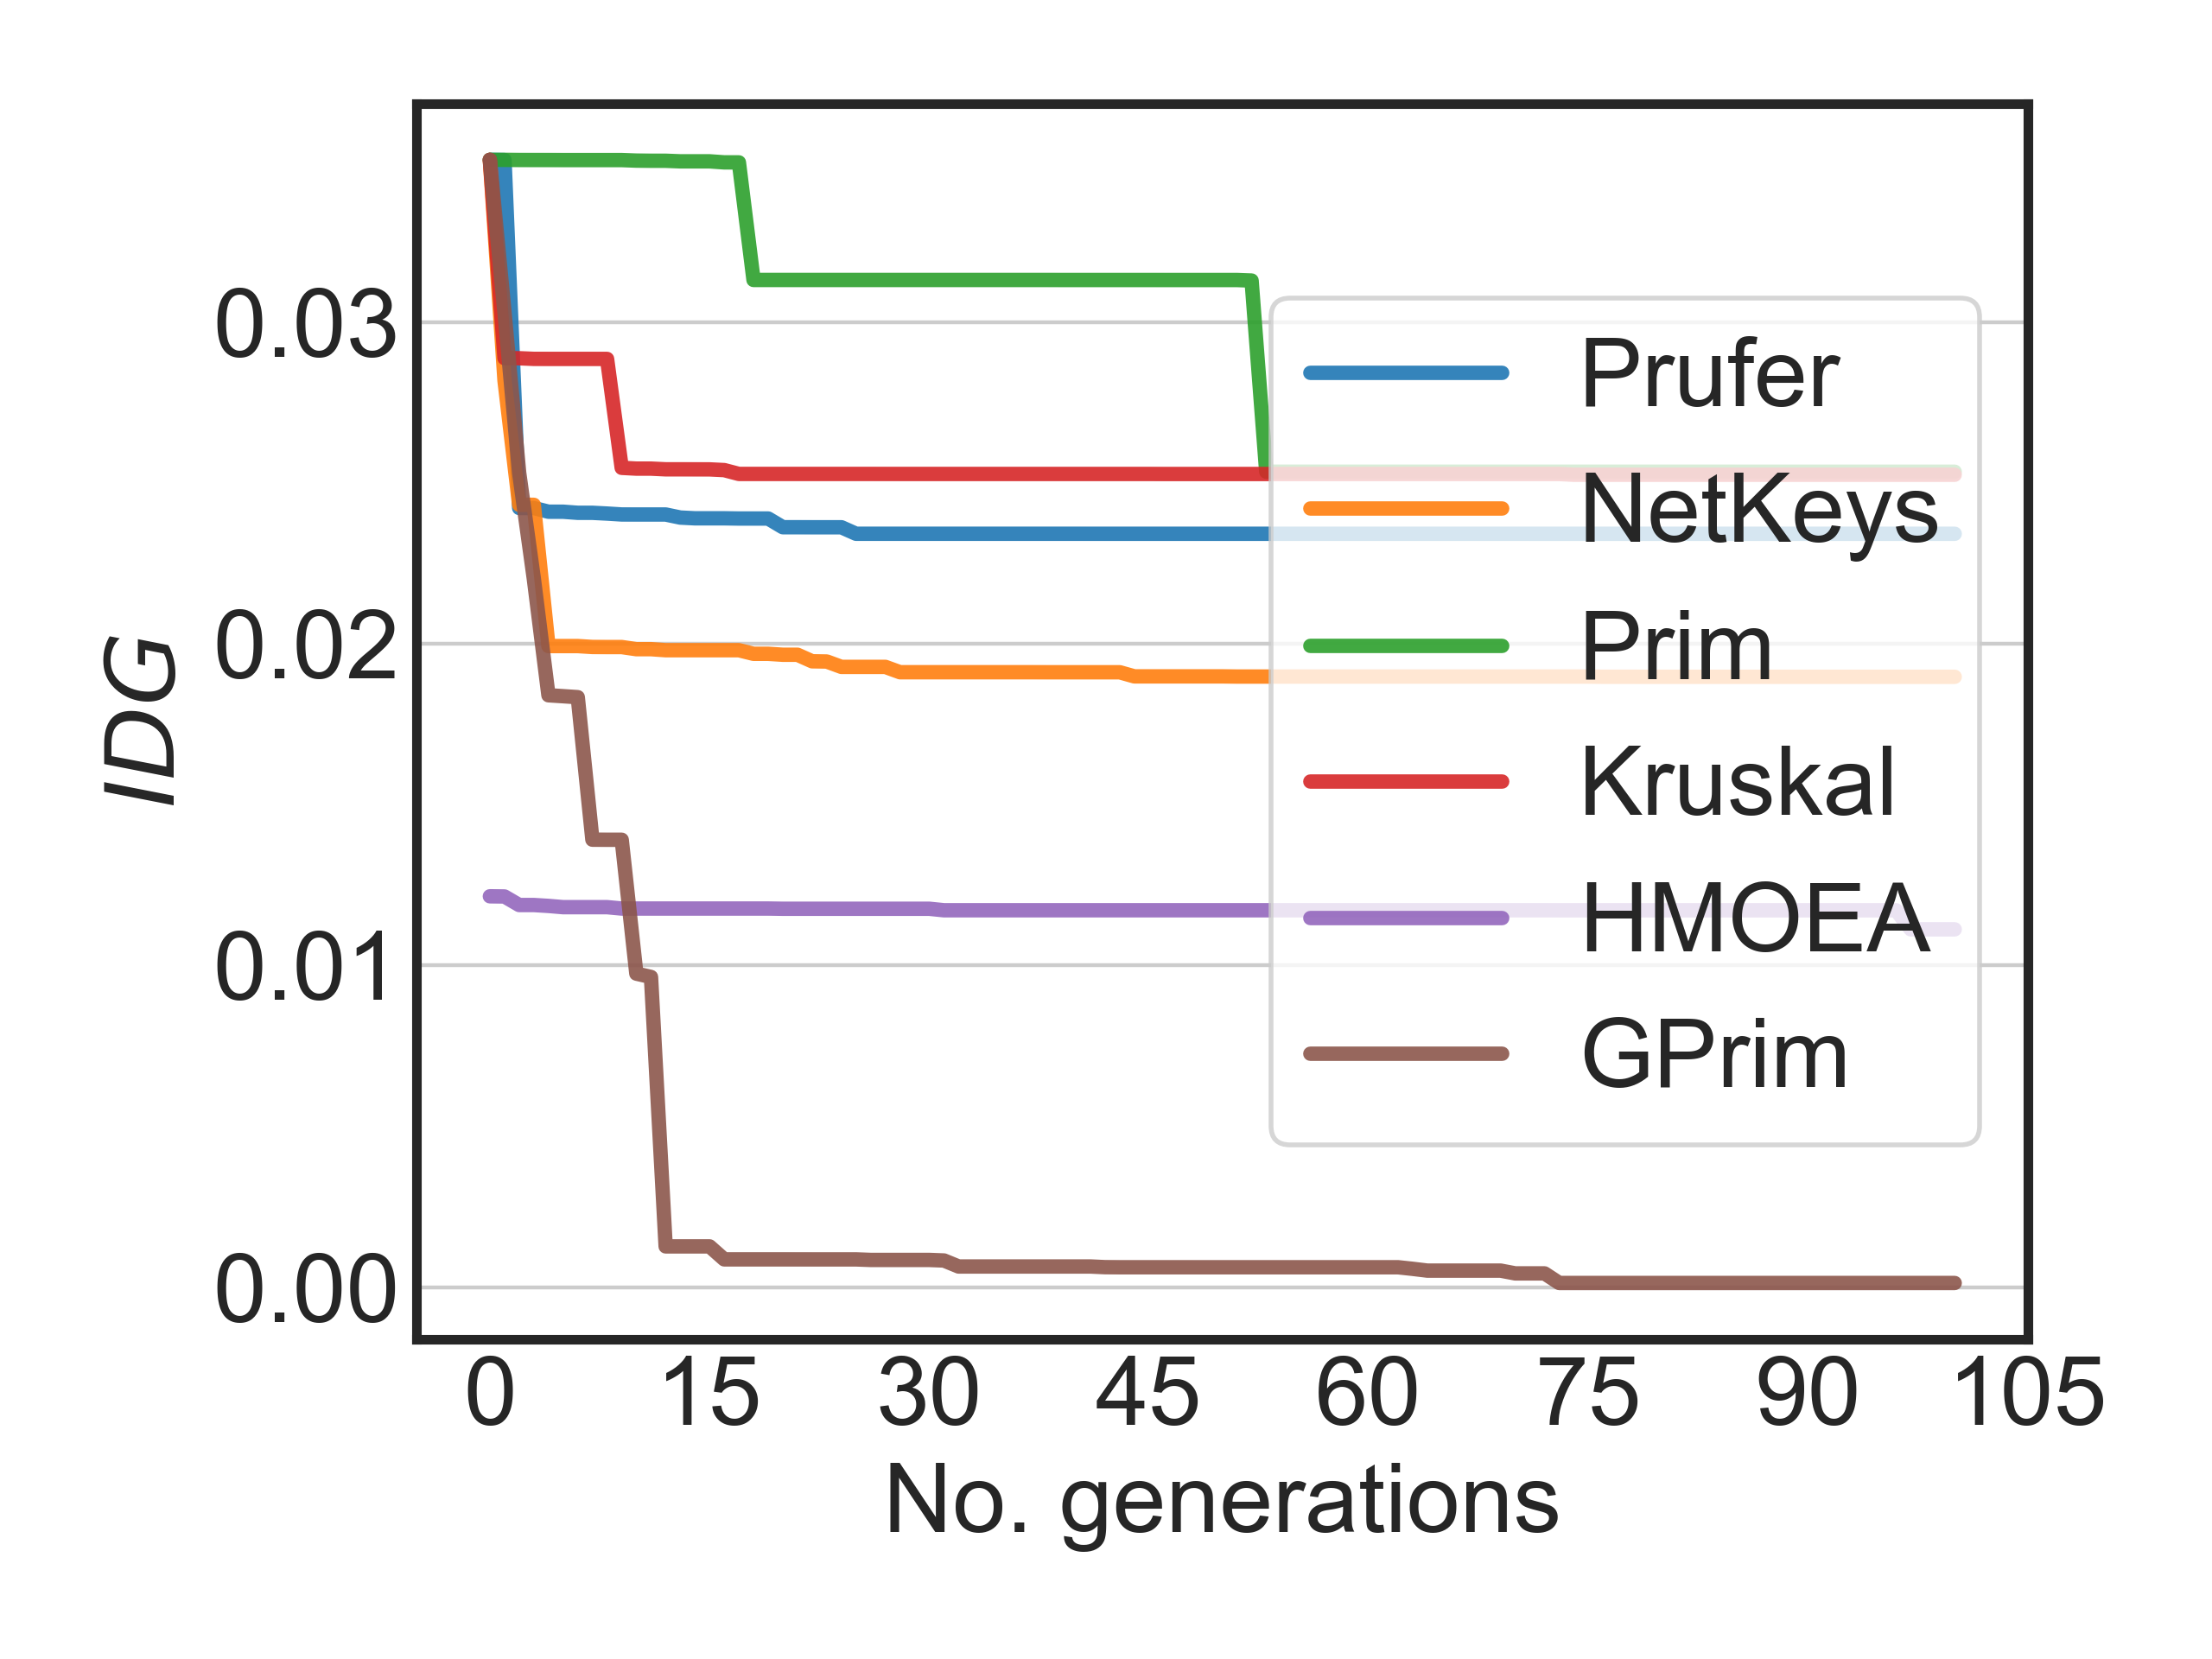 IDG
0.03
0.02
0.01
0.00
0 15 30 45 60 75 90 105
No. generations
Prufer
NetKeys
Prim
Kruskal
HMOEA
GPrim